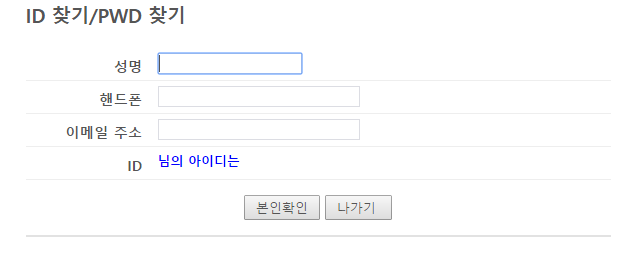 ID 찾기/PWD 찾기
성명
핸드폰
이메일 주소
ID 님의 아이디는
본인확인 나가기